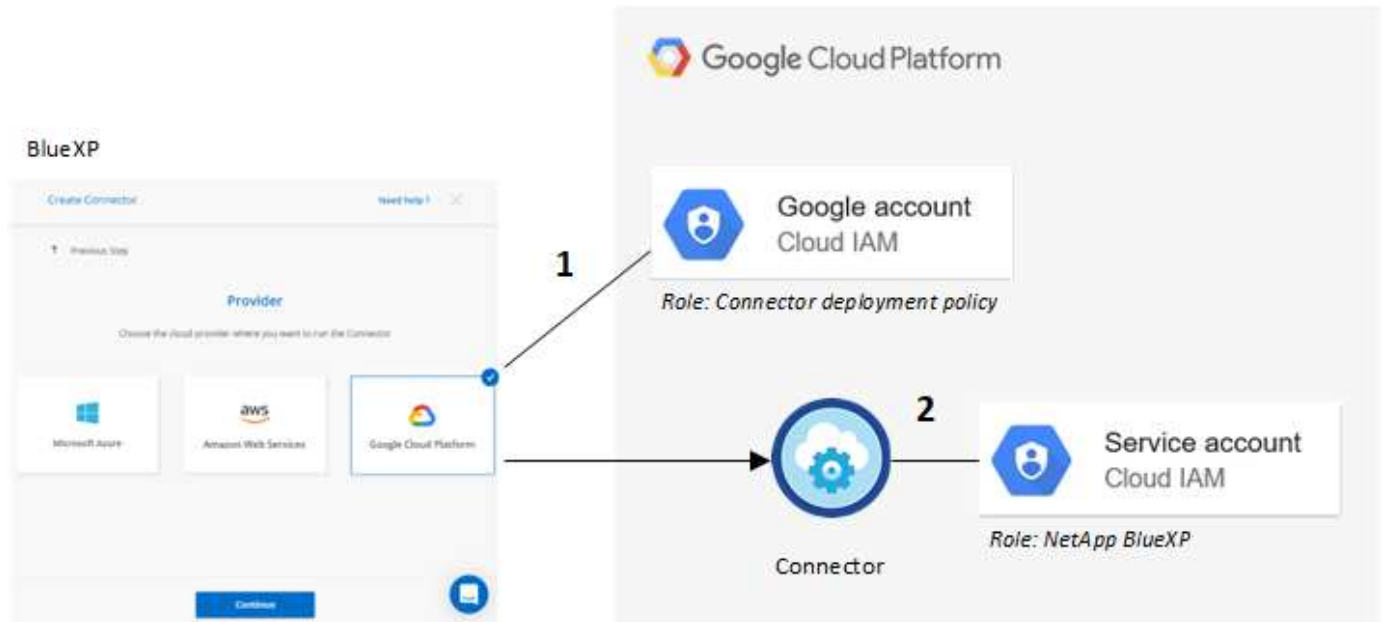 Google Cloud Platform
BlueXP
Create Connector
Need help?
Previous Step
1
Google account
Cloud IAM
Role: Connector deployment policy
Provider
Choose the cloud provider where you want to run the Connector
Microsoft Azure
aws
Amazon Web Services
Google Cloud Platform
2
Service account
Cloud IAM
Role: NetApp BlueXP
Connector
Continue